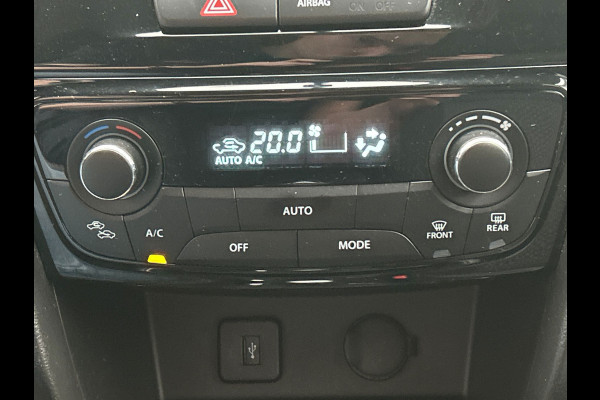 AIRBAG ON OFF
20.0
AUTO A/C
AUTO
A/C
OFF
MODE
FRONT
REAR